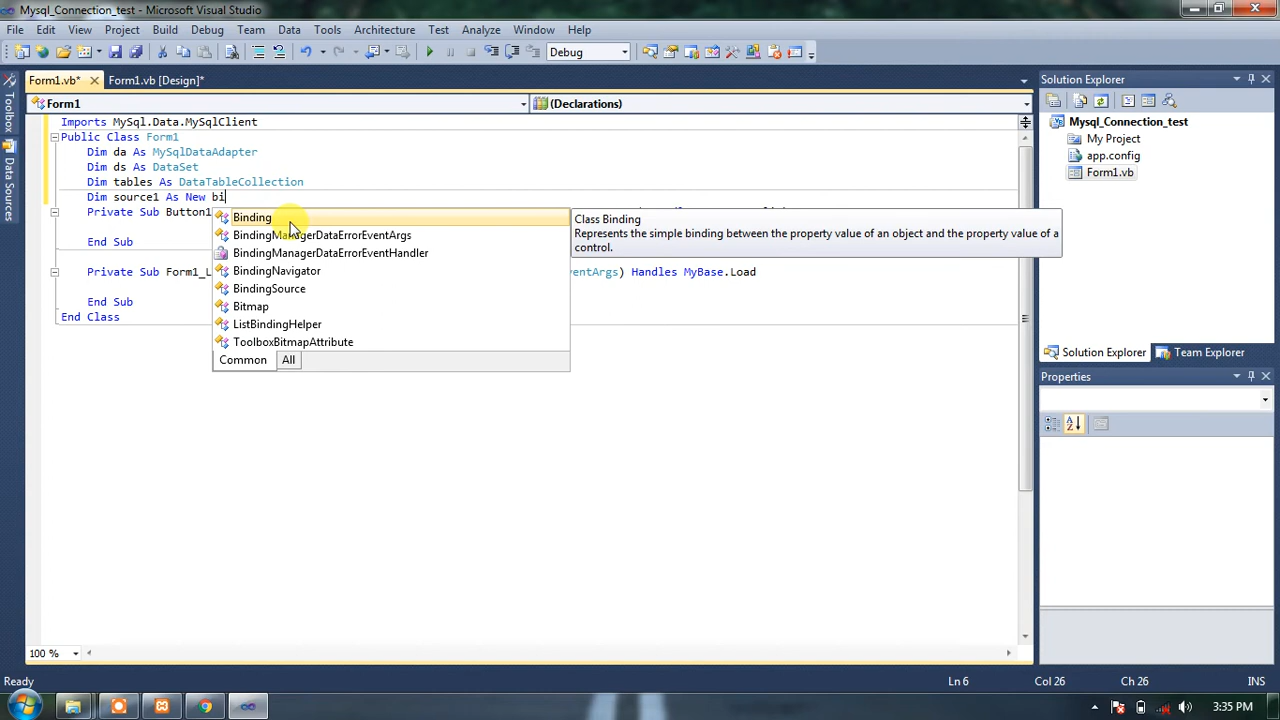 Mysql_Connection_test - Microsoft Visual Studio
File Edit View Project Build Debug Team Data Tools Architecture Test Analyze Window Help
Debug
Form1.vb* Form1.vb [Design]*
Form1 (Declarations)
Toolbox
Data Sources
Imports MySql.Data.MySqlClient
Public Class Form1
Dim da As MySqlDataAdapter
Dim ds As DataSet
Dim tables As DataTableCollection
Dim source1 As New bi
Private Sub Button1
End Sub
Private Sub Form1_L entArgs) Handles MyBase.Load
End Sub
End Class
Binding
BindingManagerDataErrorEventArgs
BindingManagerDataErrorEventHandler
BindingNavigator
BindingSource
Bitmap
ListBindingHelper
ToolboxBitmapAttribute
Common All
Class Binding
Represents the simple binding between the property value of an object and the property value of a
control.
Solution Explorer
Mysql_Connection_test
My Project
app.config
Form1.vb
Solution Explorer Team Explorer
Properties
100 %
Ready Ln 6 Col 26 Ch 26 INS
3:35 PM